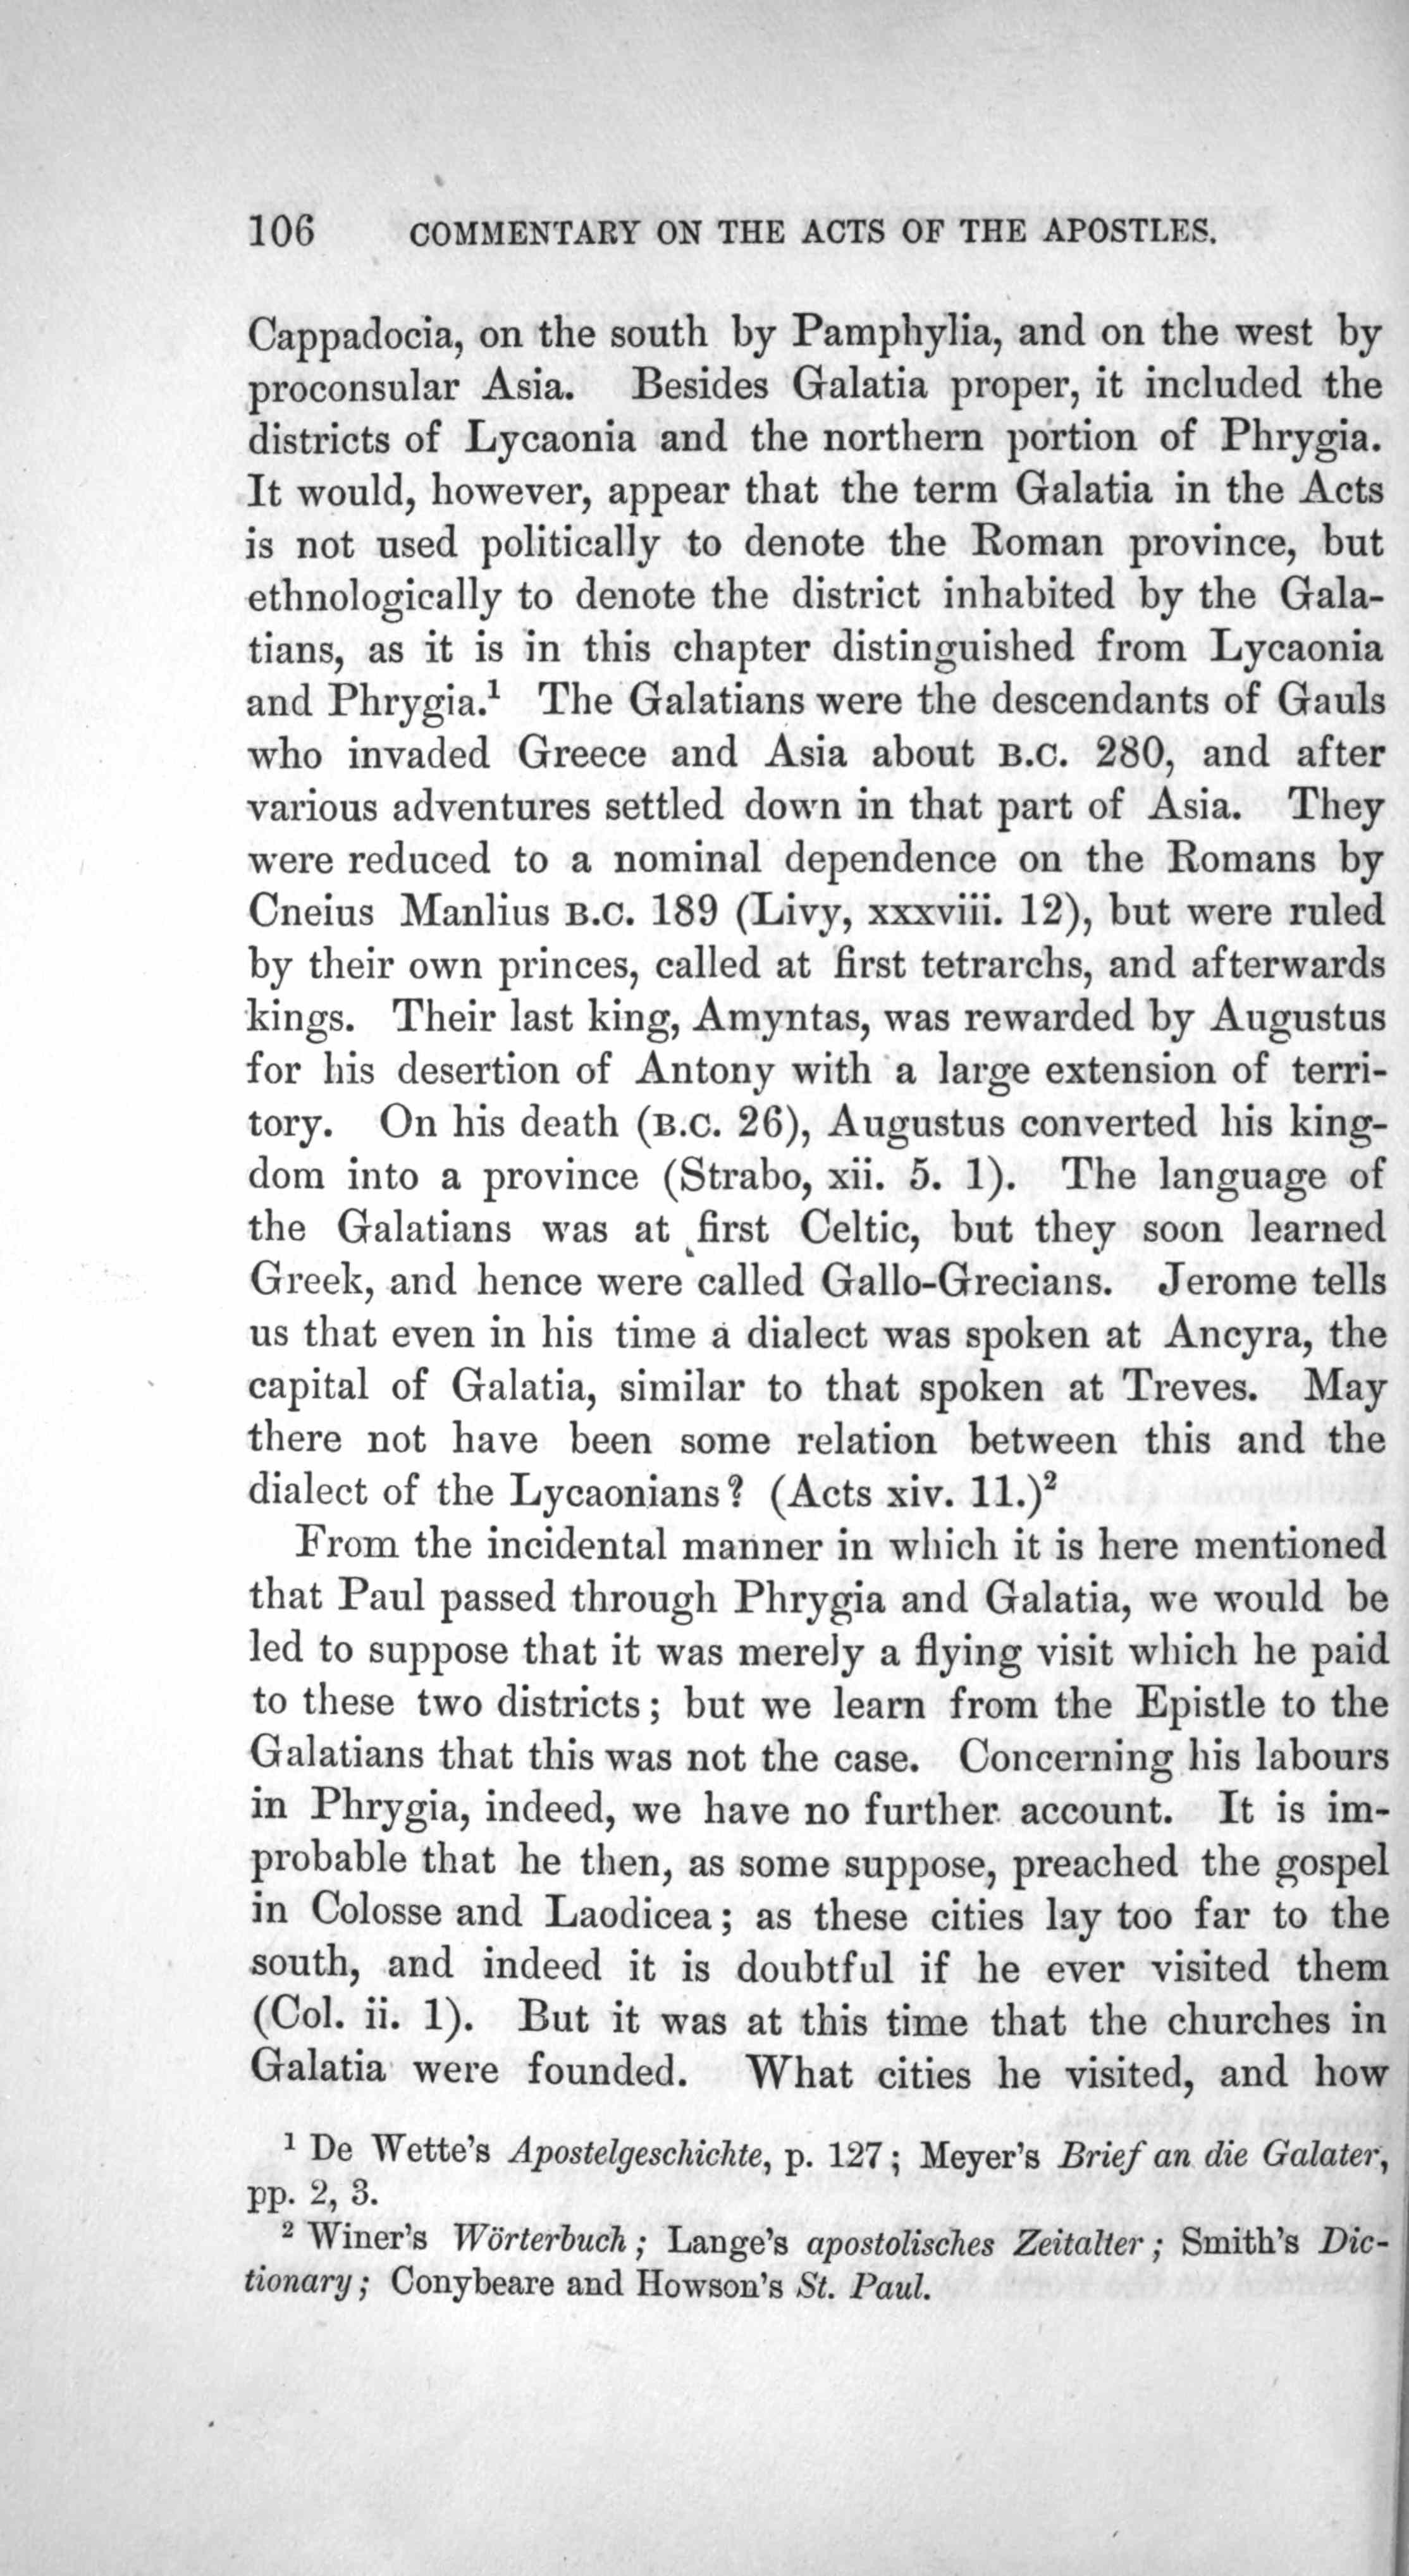 106 COMMENTARY ON THE ACTS OF THE APOSTLES.
Cappadocia, on the south by Pamphylia, and on the west by
proconsular Asia. Besides Galatia proper, it included the
districts of Lycaonia and the northern portion of Phrygia.
It would, however, appear that the term Galatia in the Acts
is not used politically to denote the Roman province, but
ethnologically to denote the district inhabited by the Gala-
tians, as it is in this chapter distinguished from Lycaonia
and Phrygia.¹ The Galatians were the descendants of Gauls
who invaded Greece and Asia about B.C. 280, and after
various adventures settled down in that part of Asia. They
were reduced to a nominal dependence on the Romans by
Cneius Manlius B.C. 189 (Livy, xxxviii. 12), but were ruled
by their own princes, called at first tetrarchs, and afterwards
kings. Their last king, Amyntas, was rewarded by Augustus
for his desertion of Antony with a large extension of terri-
tory. On his death (B.C. 26), Augustus converted his king-
dom into a province (Strabo, xii. 5. 1). The language of
the Galatians was at first Celtic, but they soon learned
Greek, and hence were called Gallo-Grecians. Jerome tells
us that even in his time a dialect was spoken at Ancyra, the
capital of Galatia, similar to that spoken at Treves. May
there not have been some relation between this and the
dialect of the Lycaonians? (Acts xiv. 11.)²
From the incidental manner in which it is here mentioned
that Paul passed through Phrygia and Galatia, we would be
led to suppose that it was merely a flying visit which he paid
to these two districts; but we learn from the Epistle to the
Galatians that this was not the case. Concerning his labours
in Phrygia, indeed, we have no further account. It is im-
probable that he then, as some suppose, preached the gospel
in Colosse and Laodicea; as these cities lay too far to the
south, and indeed it is doubtful if he ever visited them
(Col. ii. 1). But it was at this time that the churches in
Galatia were founded. What cities he visited, and how
¹ De Wette's Apostelgeschichte, p. 127; Meyer's Brief an die Galater,
pp. 2, 3.
² Winer's Wörterbuch; Lange's apostolisches Zeitalter; Smith's Dic-
tionary; Conybeare and Howson's St. Paul.